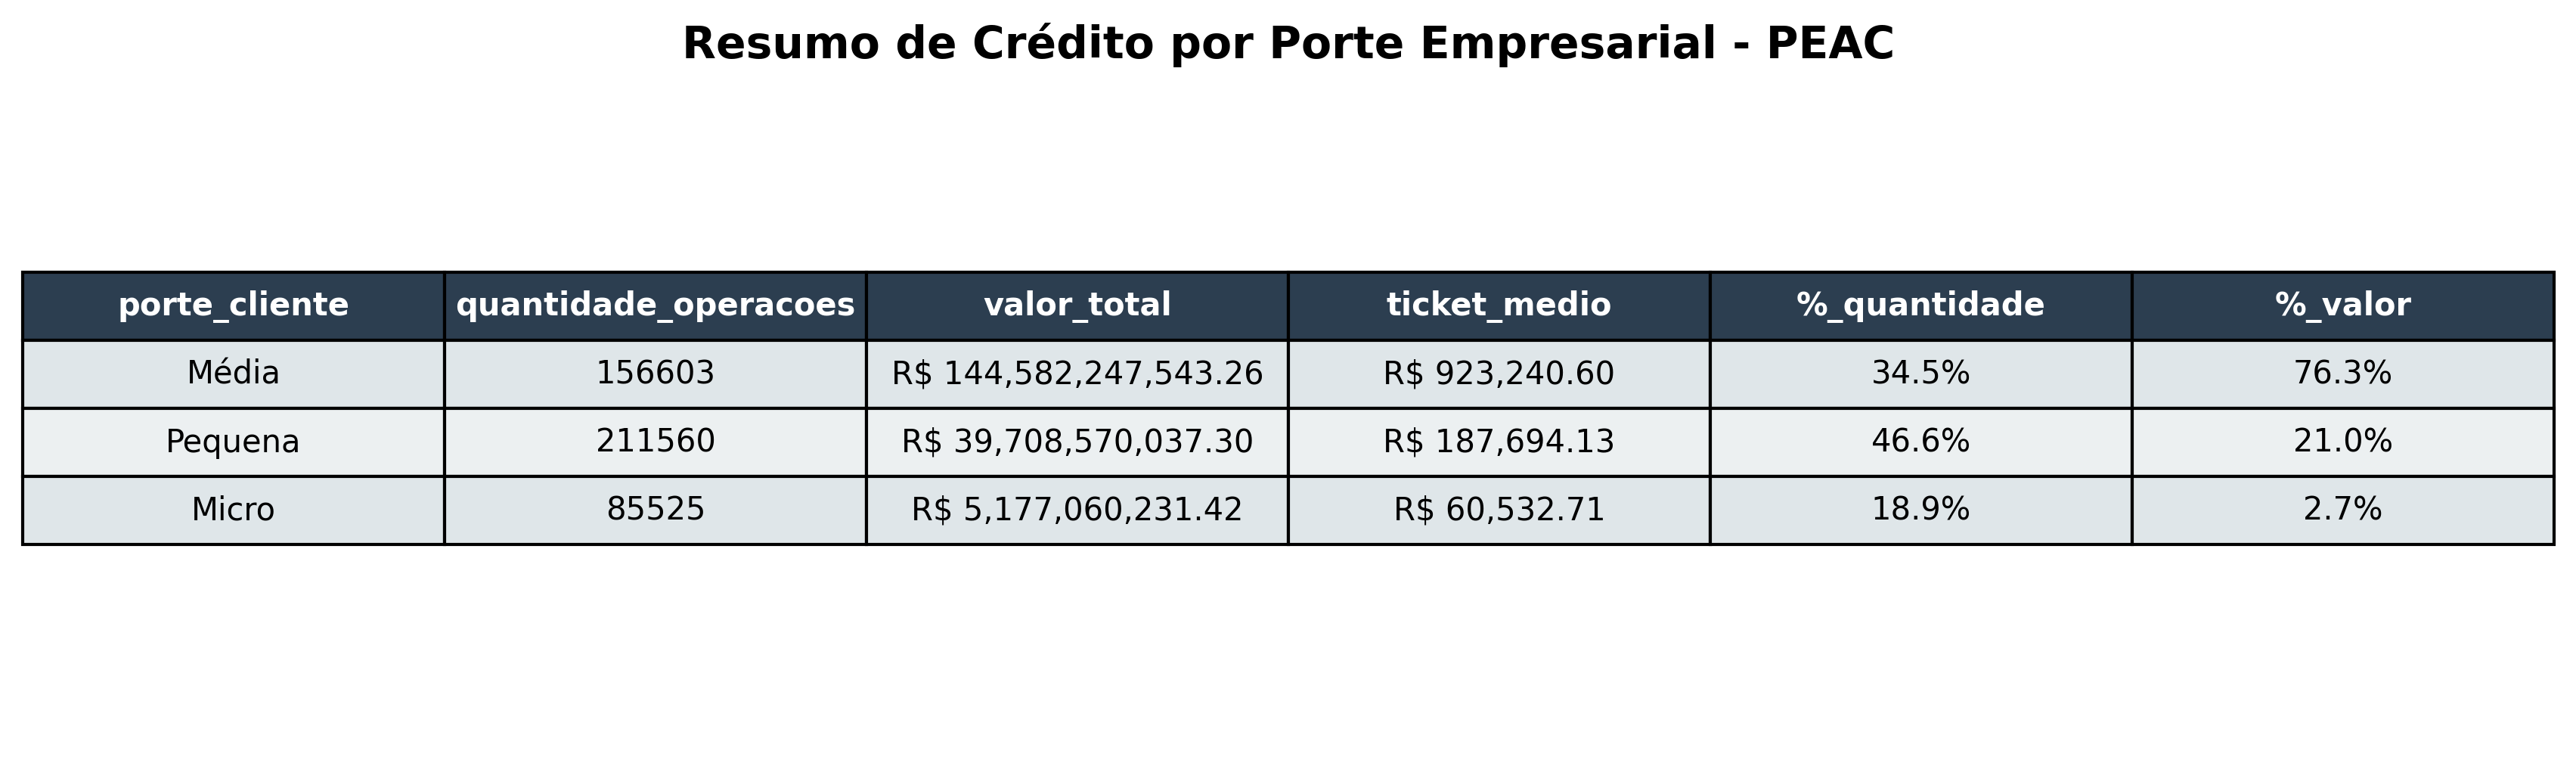 Resumo de Crédito por Porte Empresarial - PEAC
porte_cliente quantidade_operacoes valor_total ticket_medio %_quantidade %_valor
Média 156603 R$ 144,582,247,543.26 R$ 923,240.60 34.5% 76.3%
Pequena 211560 R$ 39,708,570,037.30 R$ 187,694.13 46.6% 21.0%
Micro 85525 R$ 5,177,060,231.42 R$ 60,532.71 18.9% 2.7%